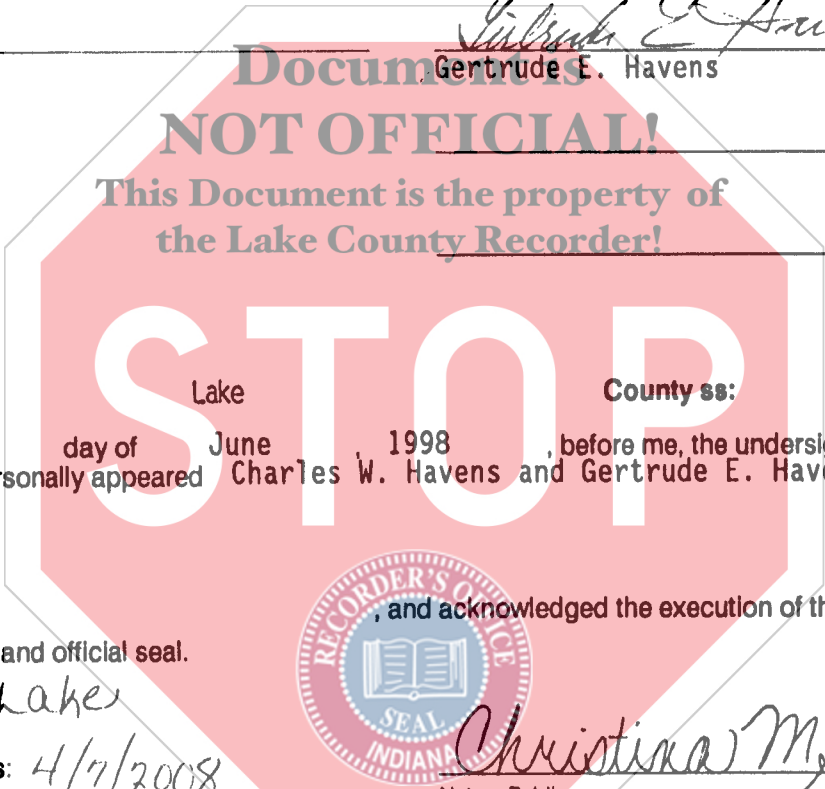 Gertrude E. Ha
Document is
Gertrude E. Havens
NOT OFFICIAL!
This Document is the property of
the Lake County Recorder!
STOP
Lake County ss:
day of June , 1998 , before me, the undersi
rsonally appeared Charles W. Havens and Gertrude E. Hav
, and acknowledged the execution of th
and official seal.
Lake
s: 4/7/2008
RECORDER'S OFFICE
SEAL
INDIANA
Christina M.